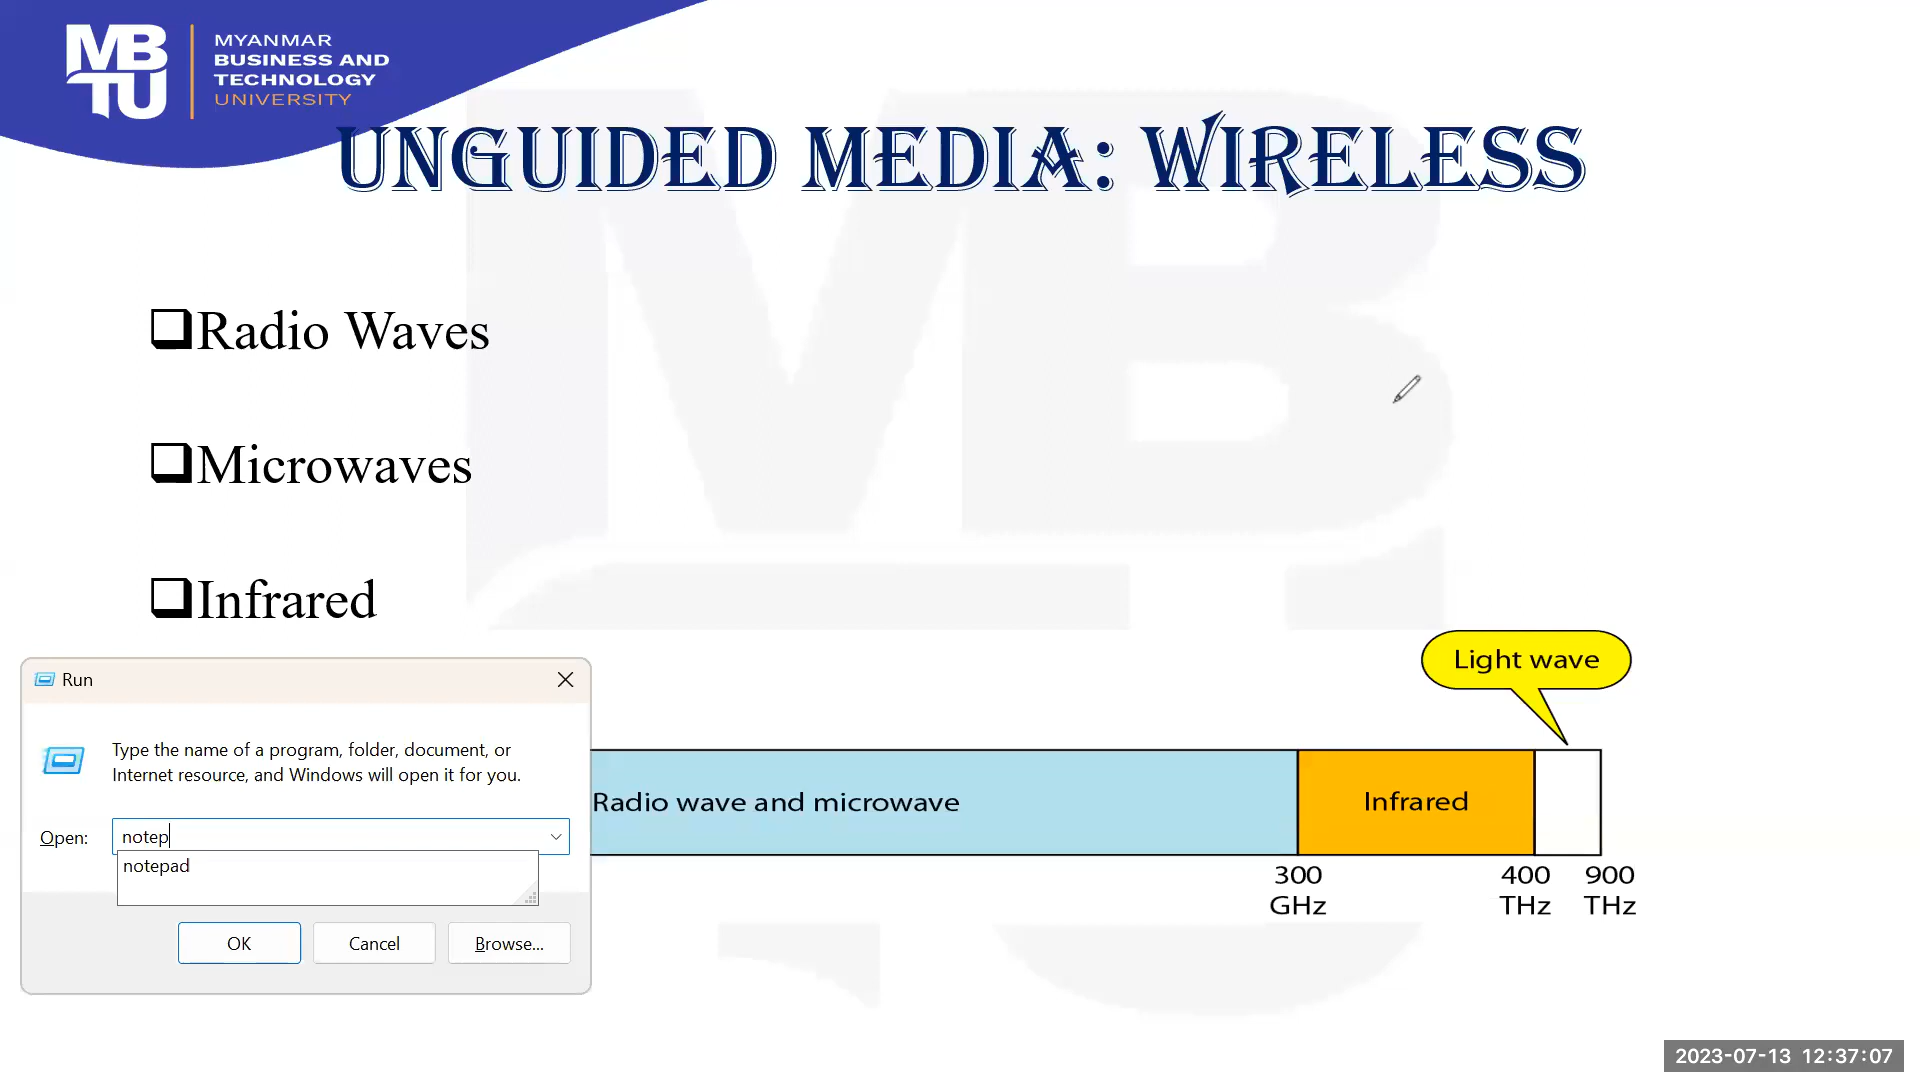 MB
TU
MYANMAR
BUSINESS AND
TECHNOLOGY
UNIVERSITY
UNGUIDED MEDIA: WIRELESS
Radio Waves
Microwaves
Infrared
Light wave
Run
Type the name of a program, folder, document, or
Internet resource, and Windows will open it for you.
Open: notep
notepad
OK Cancel Browse...
Radio wave and microwave Infrared
300 400 900
GHz THz THz
2023-07-13 12:37:07